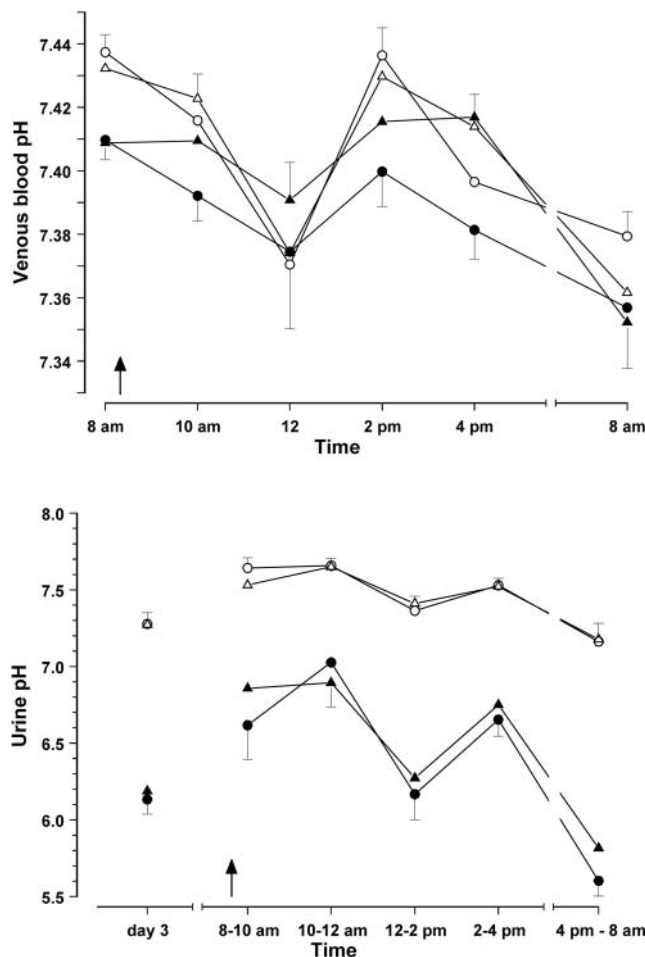 Venous blood pH
7.44
7.42
7.40
7.38
7.36
7.34
8 am 10 am 12 2 pm 4 pm 8 am
Time
Urine pH
8.0
7.5
7.0
6.5
6.0
5.5
day 3 8-10 am 10-12 am 12-2 pm 2-4 pm 4 pm - 8 am
Time